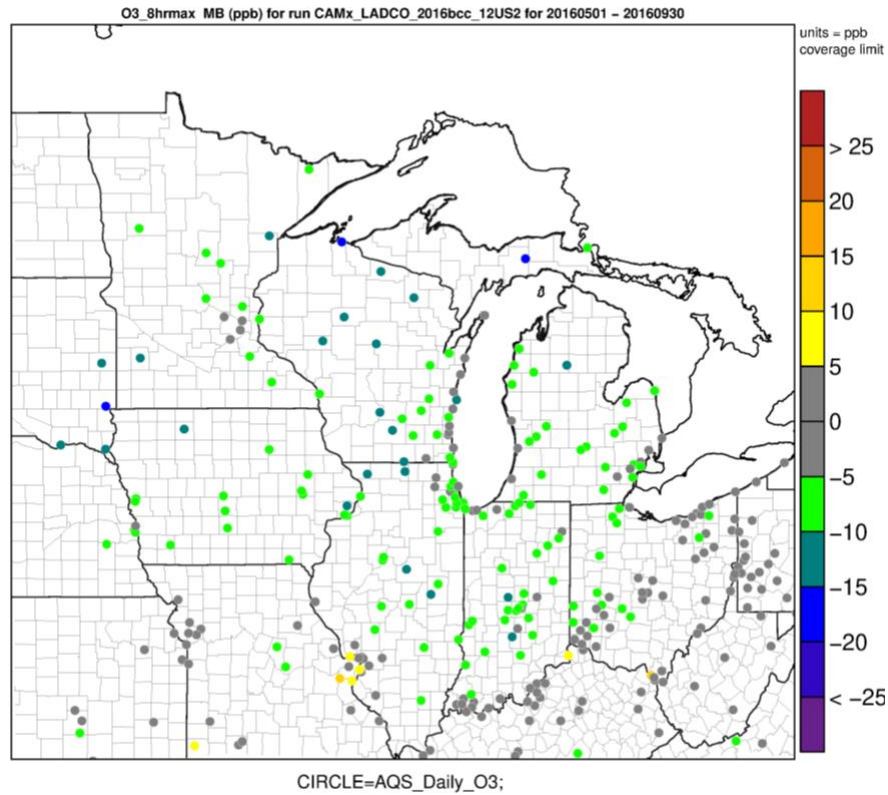 O3_8hrmax MB (ppb) for run CAMx_LADCO_2016bcc_12US2 for 20160501 − 20160930
units = ppb
coverage limit
> 25
20
15
10
5
0
−5
−10
−15
−20
< −25
CIRCLE=AQS_Daily_O3;